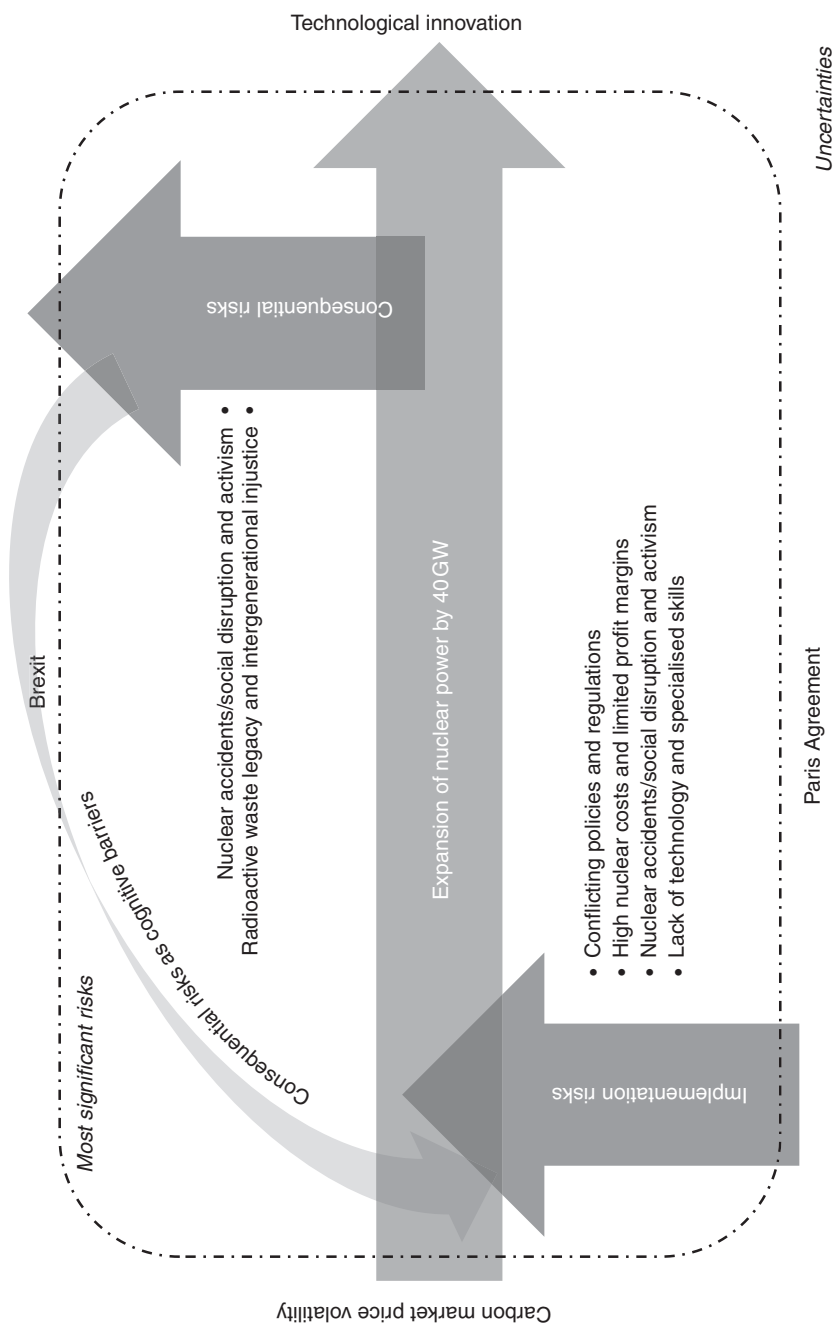 Technological innovation
Uncertainties
Consequential risks
• Nuclear accidents/social disruption and activism
• Radioactive waste legacy and intergenerational injustice
Brexit
Expansion of nuclear power by 40 GW
• Conflicting policies and regulations
• High nuclear costs and limited profit margins
• Nuclear accidents/social disruption and activism
• Lack of technology and specialised skills
Paris Agreement
Consequential risks as cognitive barriers
Most significant risks
Implementation risks
Carbon market price volatility